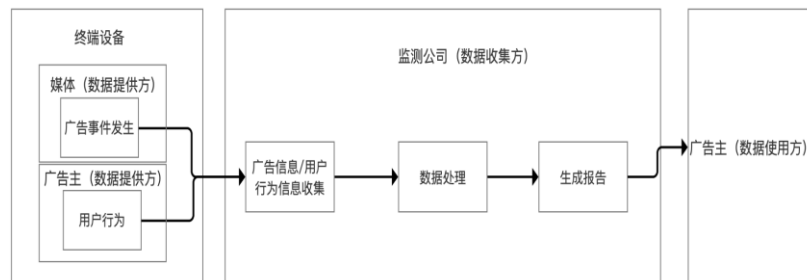 终端设备
媒体（数据提供方）
广告事件发生
广告主（数据提供方）
用户行为
监测公司（数据收集方）
广告信息/用户
行为信息收集
数据处理
生成报告
广告主（数据使用方）